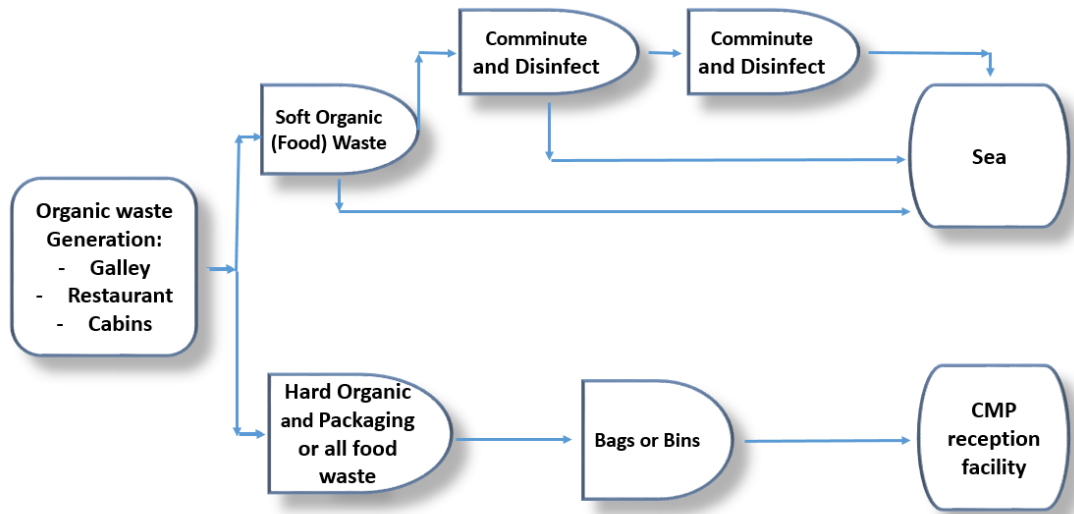 Comminute
and Disinfect
Comminute
and Disinfect
Soft Organic
(Food) Waste
Sea
Organic waste
Generation:
- Galley
- Restaurant
- Cabins
Hard Organic
and Packaging
or all food
waste
Bags or Bins
CMP
reception
facility